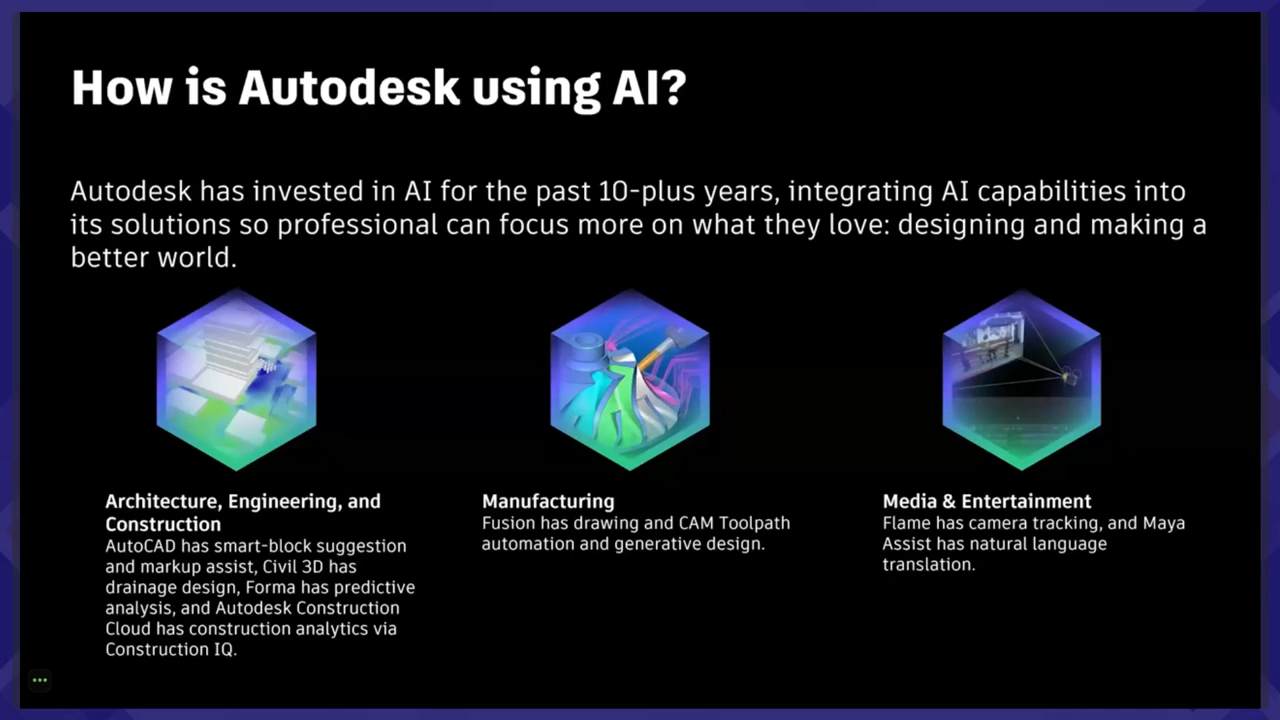 How is Autodesk using AI?
Autodesk has invested in AI for the past 10-plus years, integrating AI capabilities into
its solutions so professional can focus more on what they love: designing and making a
better world.
Architecture, Engineering, and
Construction
AutoCAD has smart-block suggestion
and markup assist, Civil 3D has
drainage design, Forma has predictive
analysis, and Autodesk Construction
Cloud has construction analytics via
Construction IQ.
Manufacturing
Fusion has drawing and CAM Toolpath
automation and generative design.
Media & Entertainment
Flame has camera tracking, and Maya
Assist has natural language
translation.